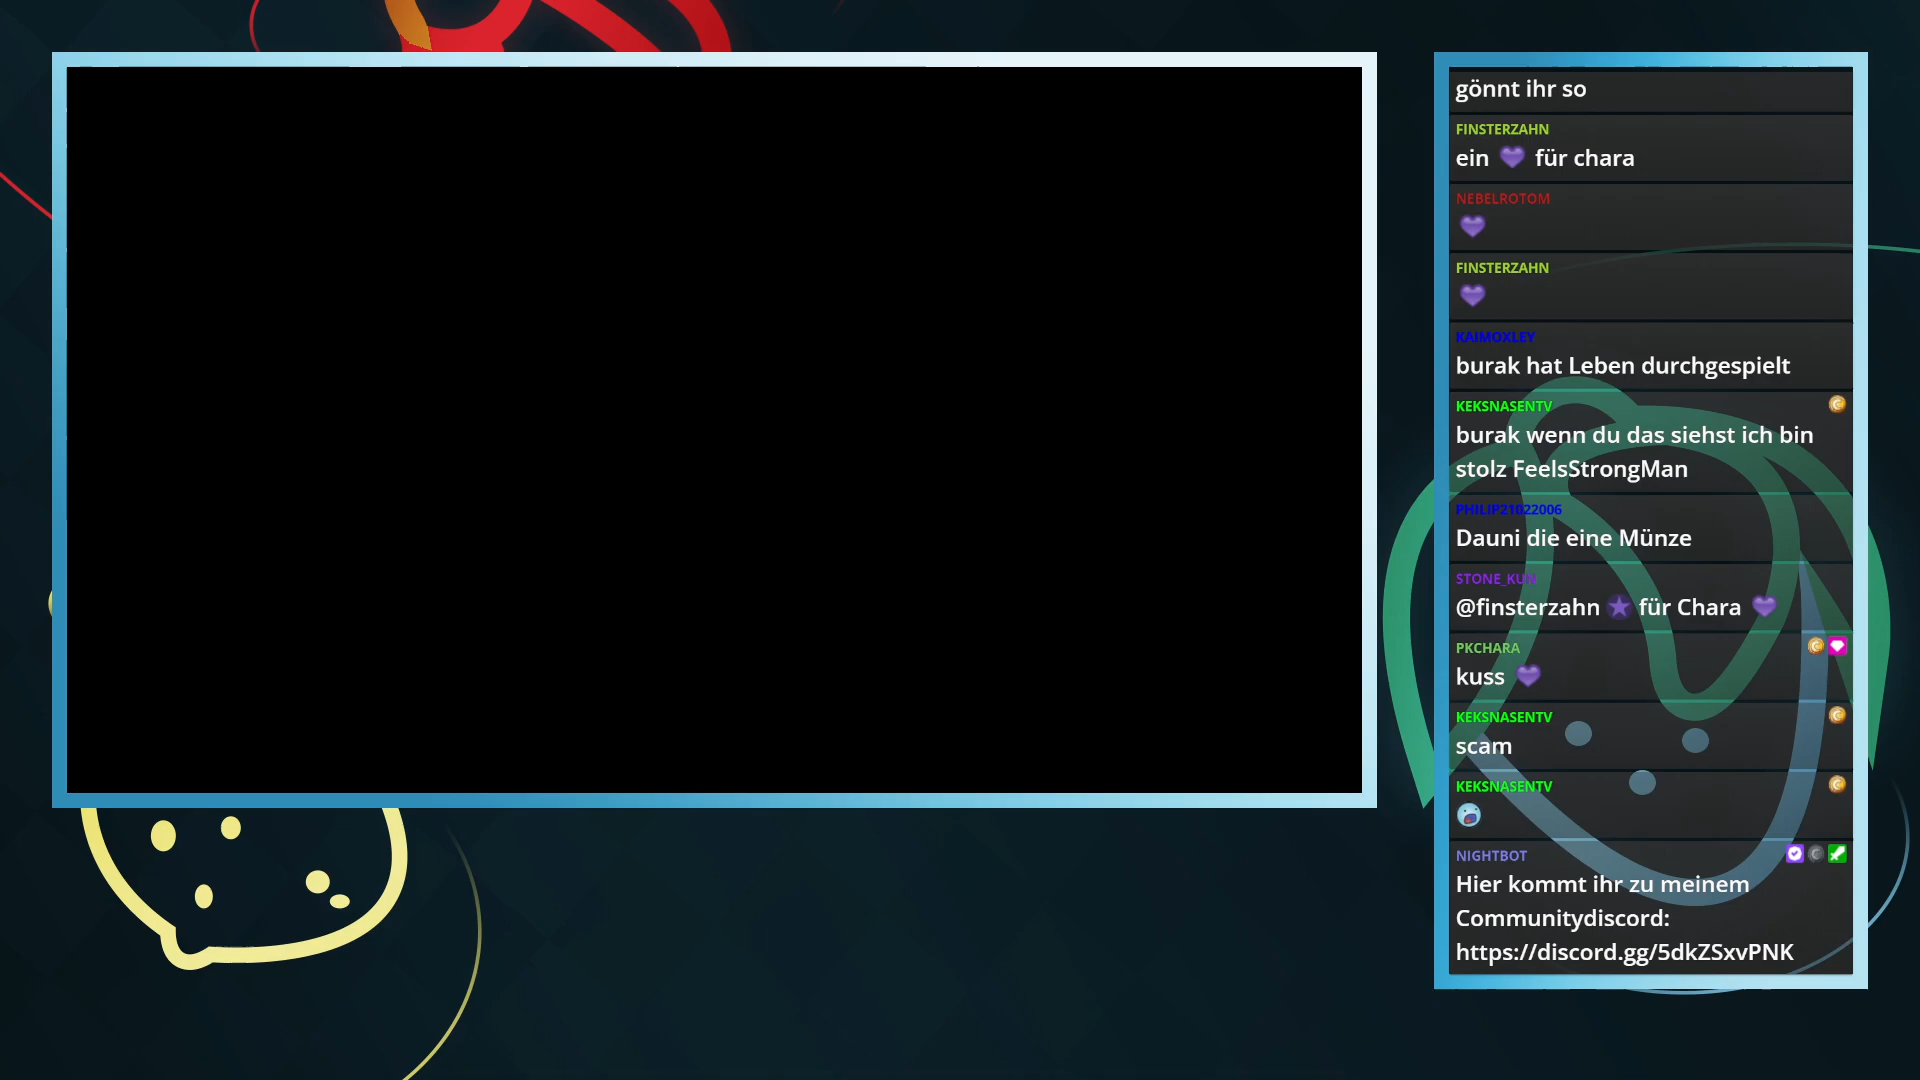 gönnt ihr so
FINSTERZAHN
ein 💜 für chara
NEBELROTOM
💜
FINSTERZAHN
💜
KAIMOXLEY
burak hat Leben durchgespielt
KEKSNASENTV
burak wenn du das siehst ich bin
stolz FeelsStrongMan
PHILIP21022006
Dauni die eine Münze
STONE_KUN
@finsterzahn für Chara 💜
PKCHARA
kuss 💜
KEKSNASENTV
scam
KEKSNASENTV
NIGHTBOT
Hier kommt ihr zu meinem
Communitydiscord:
https://discord.gg/5dkZSxvPNK